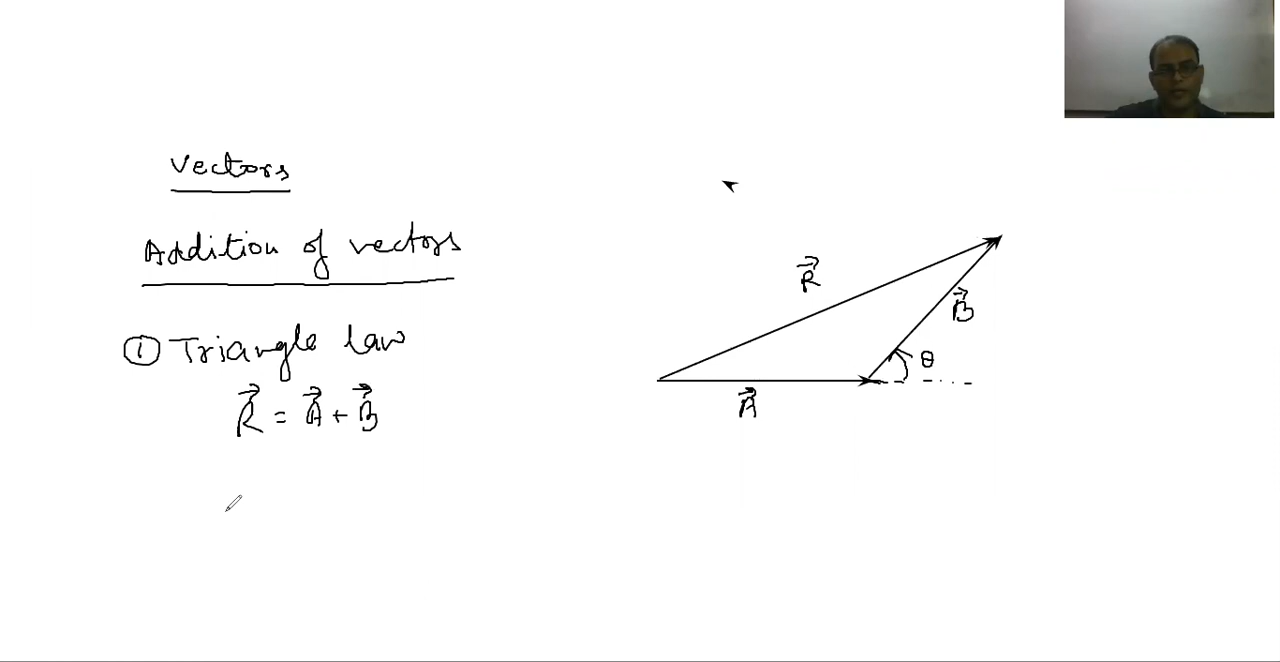 Vectors
Addition of vectors
① Triangle law
R⃗ = A⃗ + B⃗
R⃗
B⃗
θ
A⃗